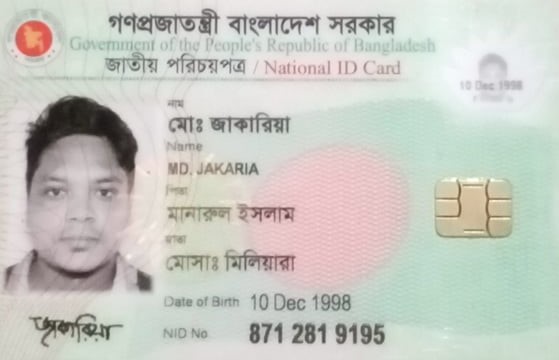 গণপ্রজাতন্ত্রী বাংলাদেশ সরকার
Government of the People's Republic of Bangladesh
জাতীয় পরিচয়পত্র / National ID Card
10 Dec 1998
নাম
মোঃ জাকারিয়া
Name
MD. JAKARIA
পিতা
মানারুল ইসলাম
মাতা
মোসাঃ মিলিয়ারা
Date of Birth 10 Dec 1998
জাকারিয়া
NID No. 871 281 9195